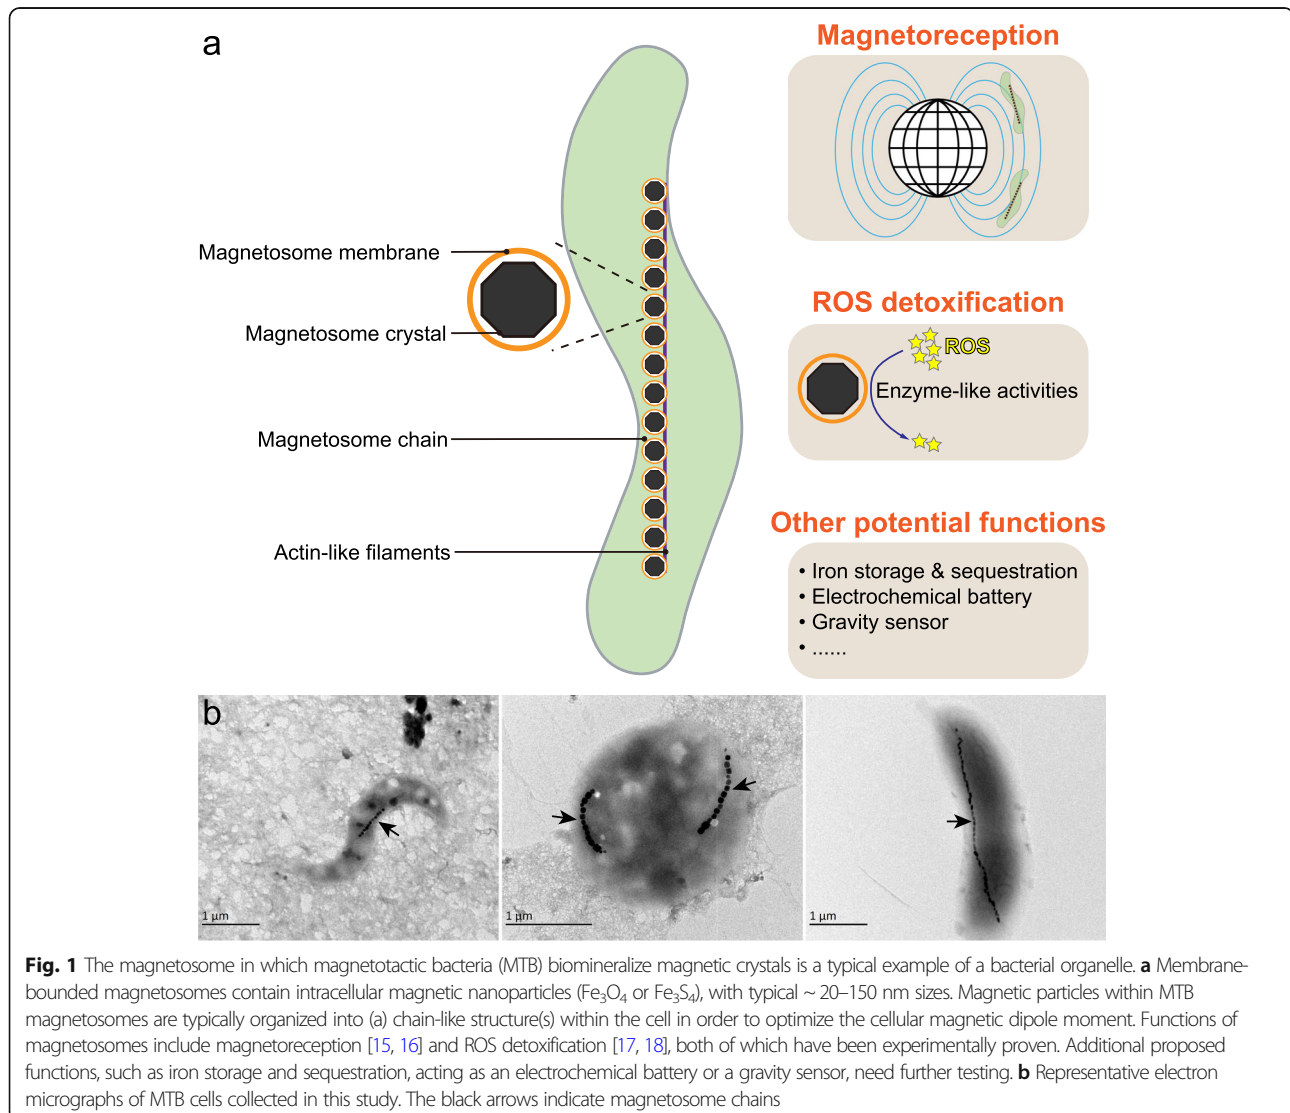 a
Magnetoreception
Magnetosome membrane
Magnetosome crystal
Magnetosome chain
Actin-like filaments
ROS detoxification
ROS
Enzyme-like activities
Other potential functions
• Iron storage & sequestration
• Electrochemical battery
• Gravity sensor
• ......
b
1 µm
1 µm
1 µm
Fig. 1 The magnetosome in which magnetotactic bacteria (MTB) biomineralize magnetic crystals is a typical example of a bacterial organelle. a Membrane-
bounded magnetosomes contain intracellular magnetic nanoparticles (Fe₃O₄ or Fe₃S₄), with typical ~ 20–150 nm sizes. Magnetic particles within MTB
magnetosomes are typically organized into (a) chain-like structure(s) within the cell in order to optimize the cellular magnetic dipole moment. Functions of
magnetosomes include magnetoreception [15, 16] and ROS detoxification [17, 18], both of which have been experimentally proven. Additional proposed
functions, such as iron storage and sequestration, acting as an electrochemical battery or a gravity sensor, need further testing. b Representative electron
micrographs of MTB cells collected in this study. The black arrows indicate magnetosome chains